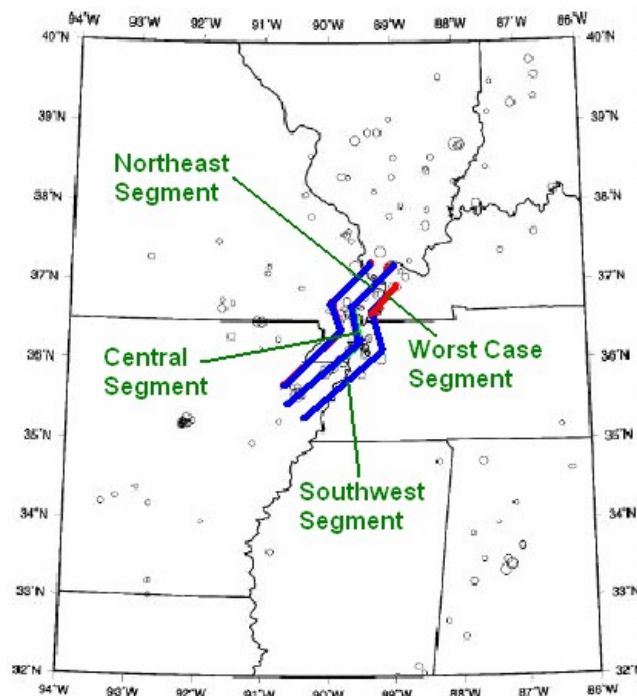 94°W 93°W 92°W 91°W 90°W 89°W 88°W 87°W 86°W
40°N 40°N
39°N 39°N
38°N 38°N
37°N 37°N
36°N 36°N
35°N 35°N
34°N 34°N
33°N 33°N
32°N 32°N
Northeast
Segment
Central
Segment
Worst Case
Segment
Southwest
Segment
94°W 93°W 92°W 91°W 90°W 89°W 88°W 87°W 86°W